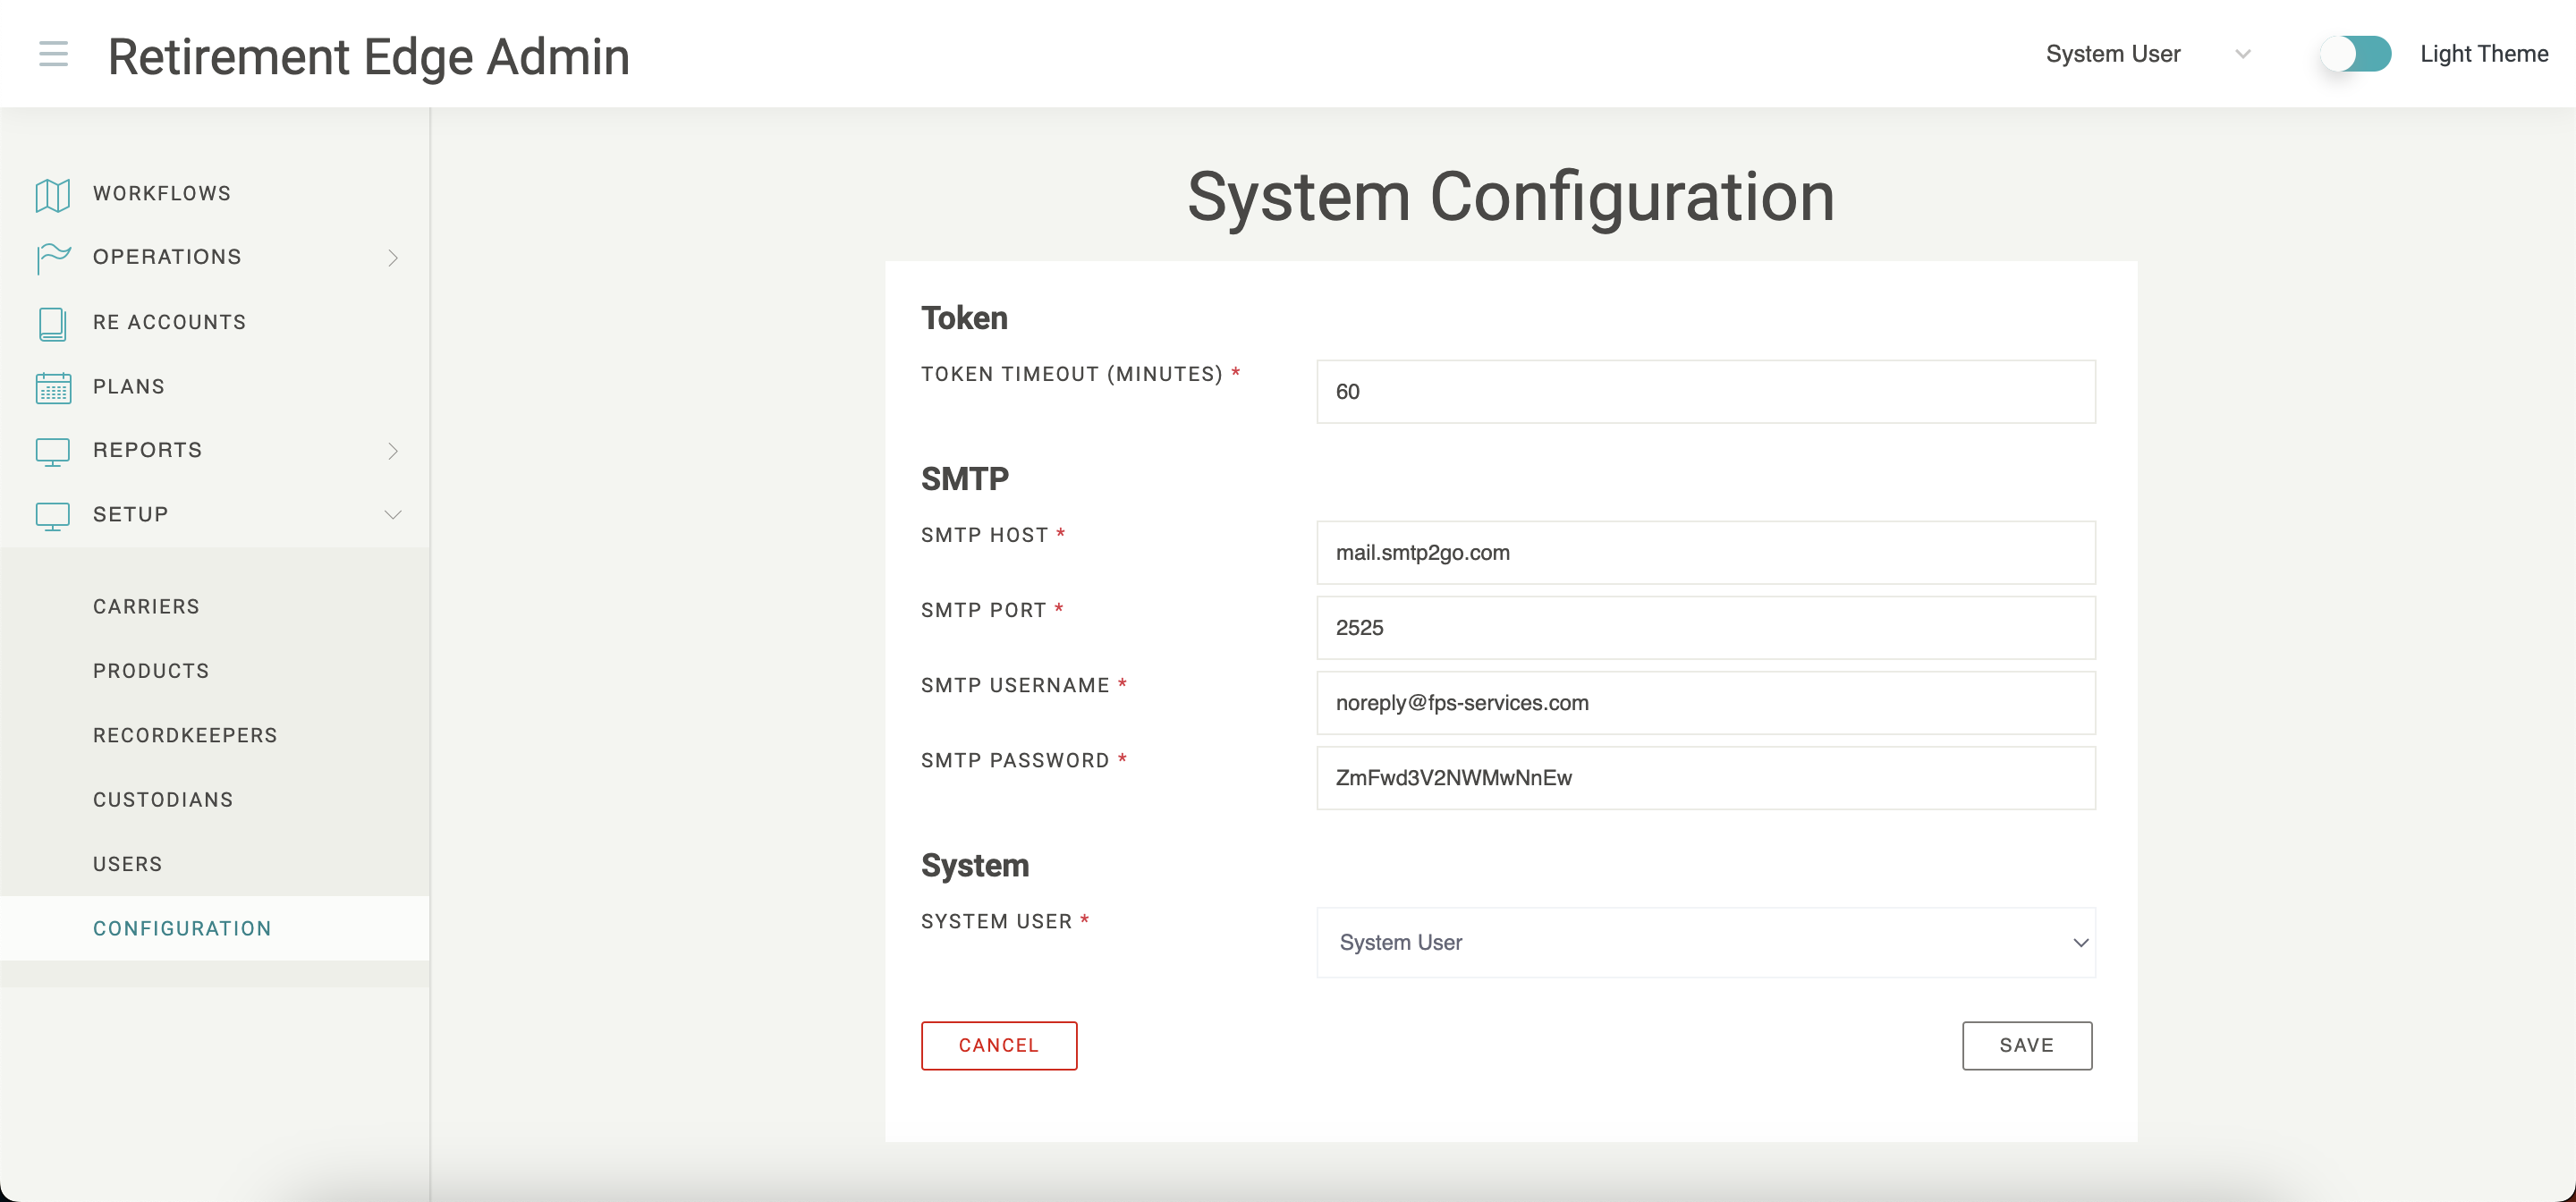 Retirement Edge Admin
System User
Light Theme
WORKFLOWS
OPERATIONS
RE ACCOUNTS
PLANS
REPORTS
SETUP
CARRIERS
PRODUCTS
RECORDKEEPERS
CUSTODIANS
USERS
CONFIGURATION
System Configuration
Token
TOKEN TIMEOUT (MINUTES) *
60
SMTP
SMTP HOST *
mail.smtp2go.com
SMTP PORT *
2525
SMTP USERNAME *
noreply@fps-services.com
SMTP PASSWORD *
ZmFwd3V2NWMwNnEw
System
SYSTEM USER *
System User
CANCEL
SAVE